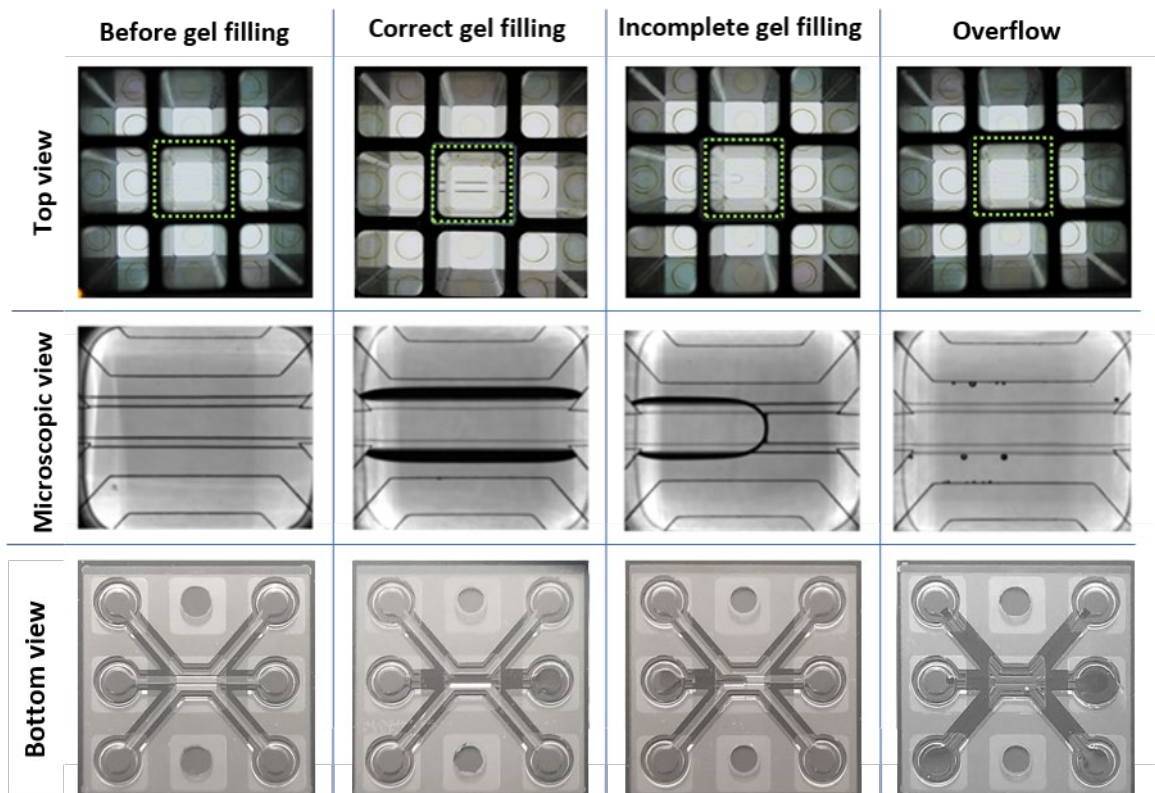 Before gel filling
Correct gel filling
Incomplete gel filling
Overflow
Top view
Microscopic view
Bottom view